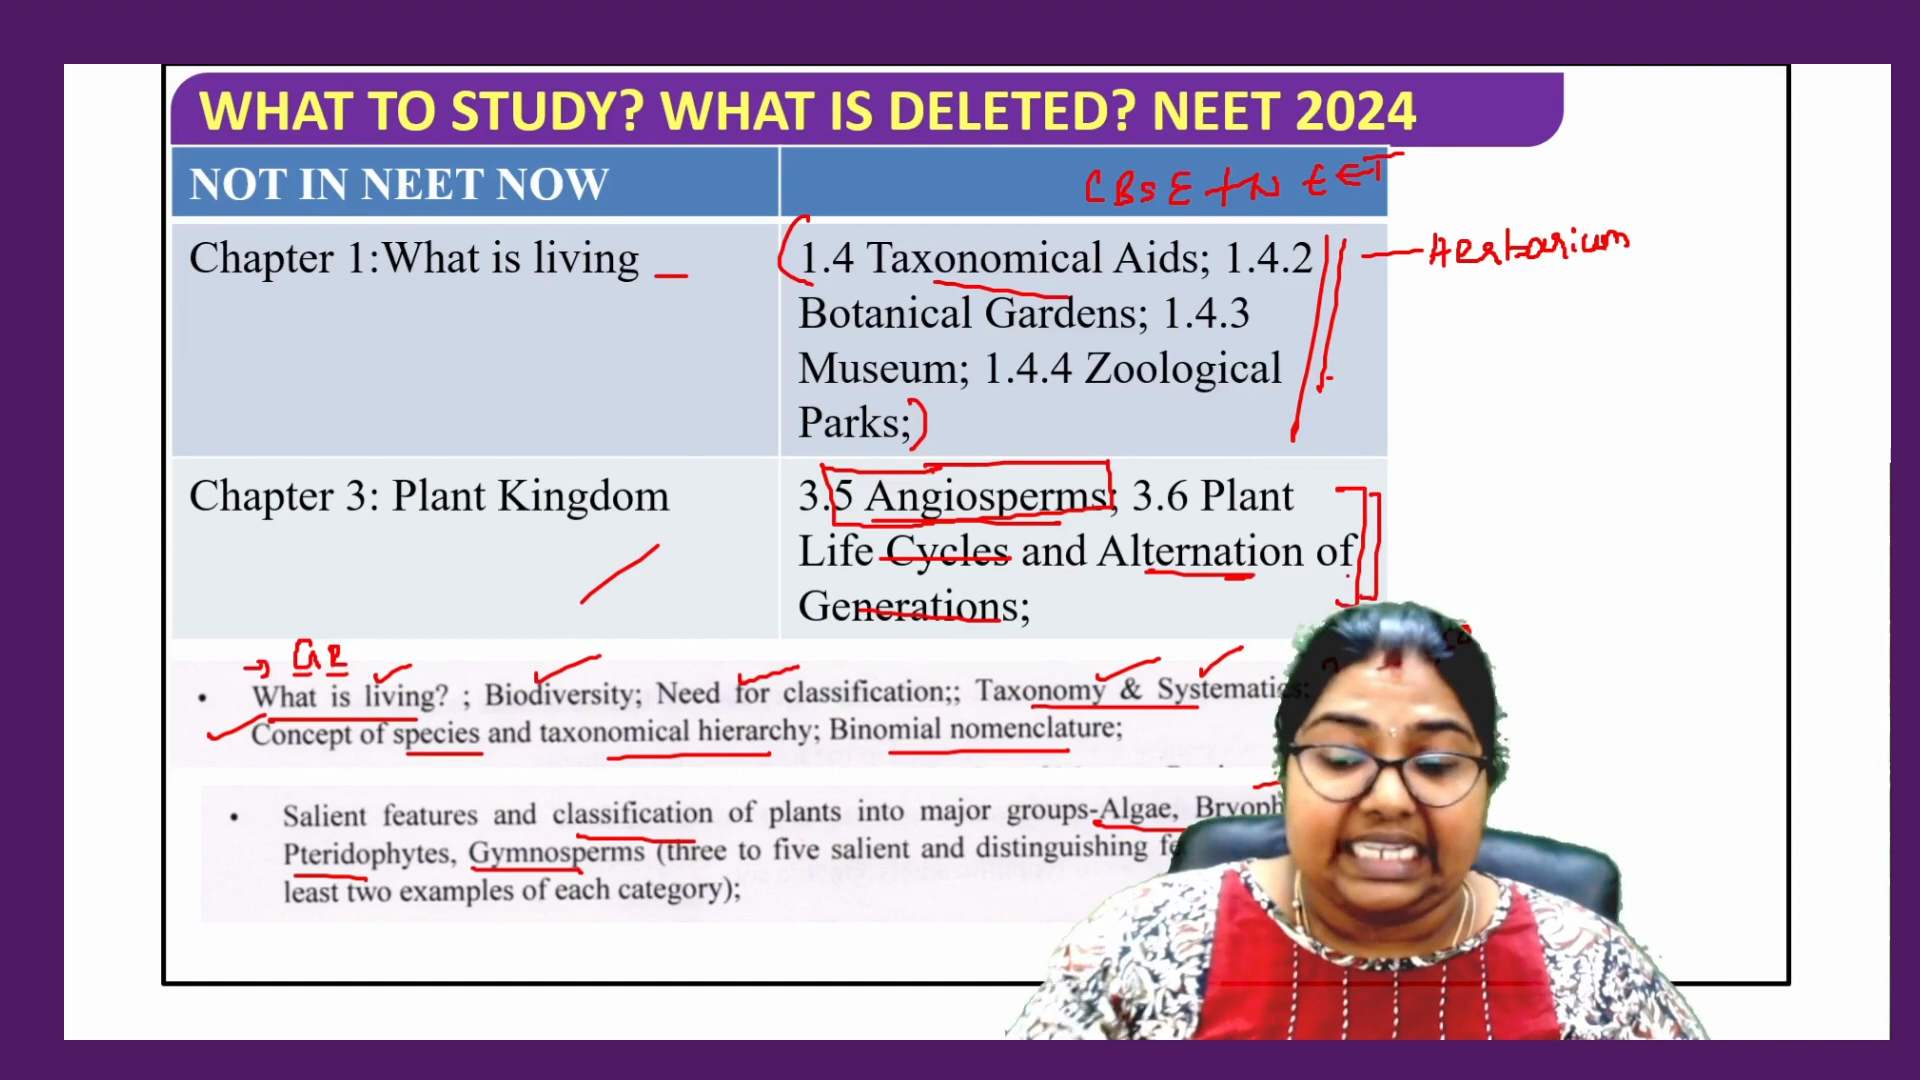 WHAT TO STUDY? WHAT IS DELETED? NEET 2024
NOT IN NEET NOW
CBSE + NEET
Chapter 1:What is living
1.4 Taxonomical Aids; 1.4.2
Botanical Gardens; 1.4.3
Museum; 1.4.4 Zoological
Parks;
Herbarium
Chapter 3: Plant Kingdom
3.5 Angiosperms; 3.6 Plant
Life Cycles and Alternation of
Generations;
• What is living? ; Biodiversity; Need for classification;; Taxonomy & Systematics;
Concept of species and taxonomical hierarchy; Binomial nomenclature;
• Salient features and classification of plants into major groups-Algae,
Pteridophytes, Gymnosperms (three to five salient and distinguishing
least two examples of each category);